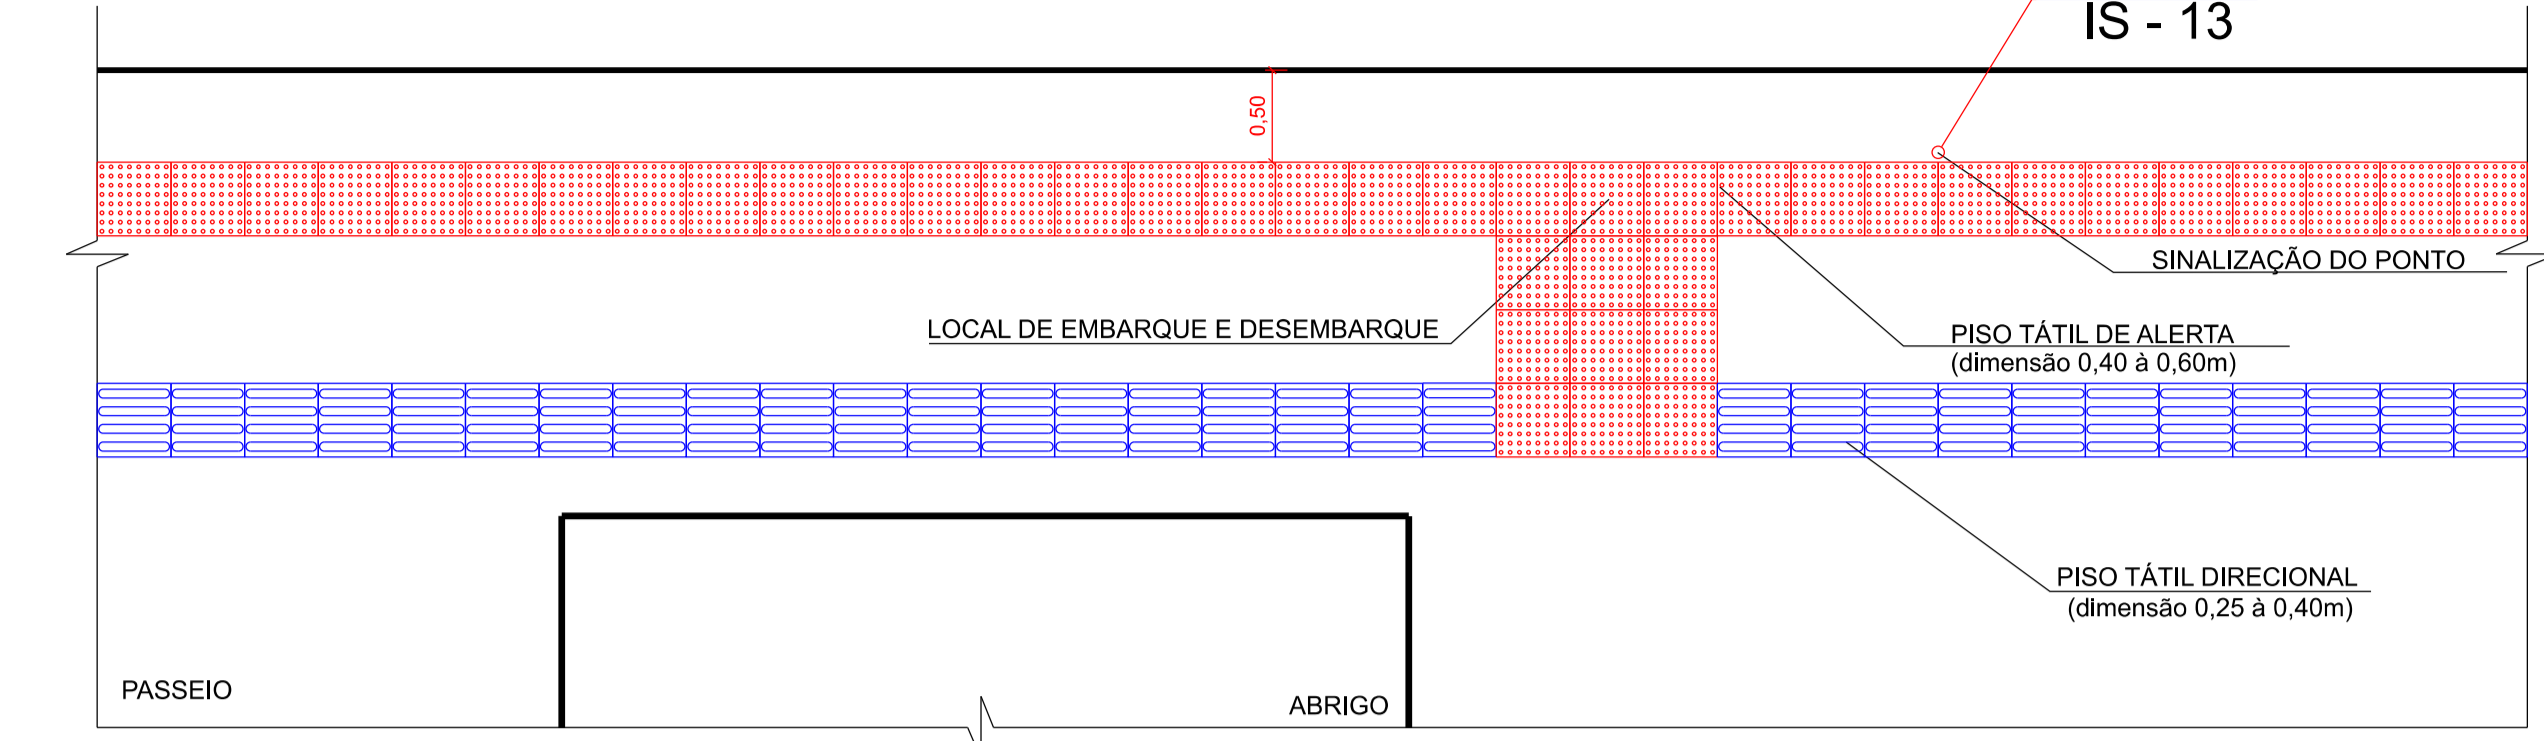 IS - 13
0,50
SINALIZAÇÃO DO PONTO
LOCAL DE EMBARQUE E DESEMBARQUE
PISO TÁTIL DE ALERTA
(dimensão 0,40 à 0,60m)
PISO TÁTIL DIRECIONAL
(dimensão 0,25 à 0,40m)
PASSEIO
ABRIGO